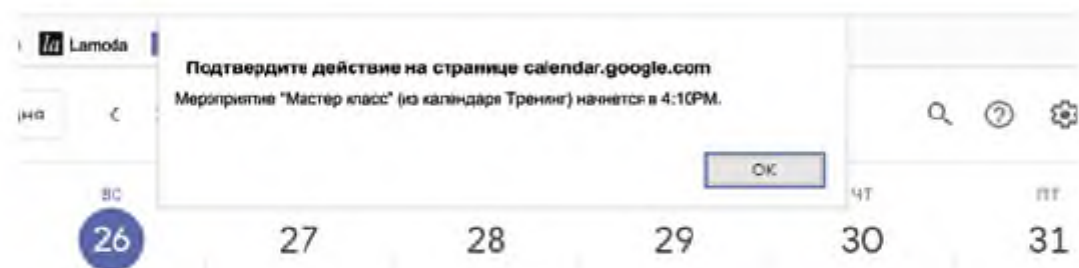 la Lamoda
Подтвердите действие на странице calendar.google.com
Мероприятие "Мастер класс" (из календаря Тренинг) начнется в 4:10PM.
OK
ВС
ЧТ
ПТ
26 27 28 29 30 31